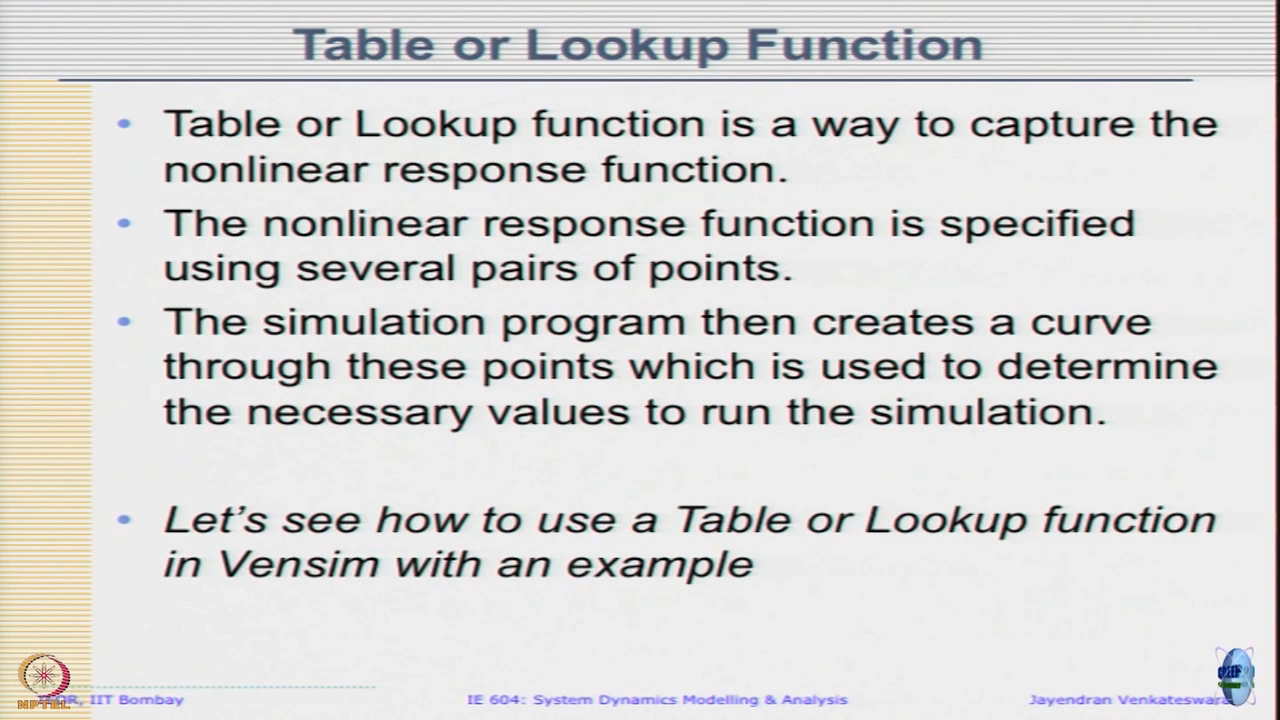 Table or Lookup Function
• Table or Lookup function is a way to capture the
nonlinear response function.
• The nonlinear response function is specified
using several pairs of points.
• The simulation program then creates a curve
through these points which is used to determine
the necessary values to run the simulation.
• Let's see how to use a Table or Lookup function
in Vensim with an example
IIT Bombay
IE 604: System Dynamics Modelling & Analysis
Jayendran
NPTEL